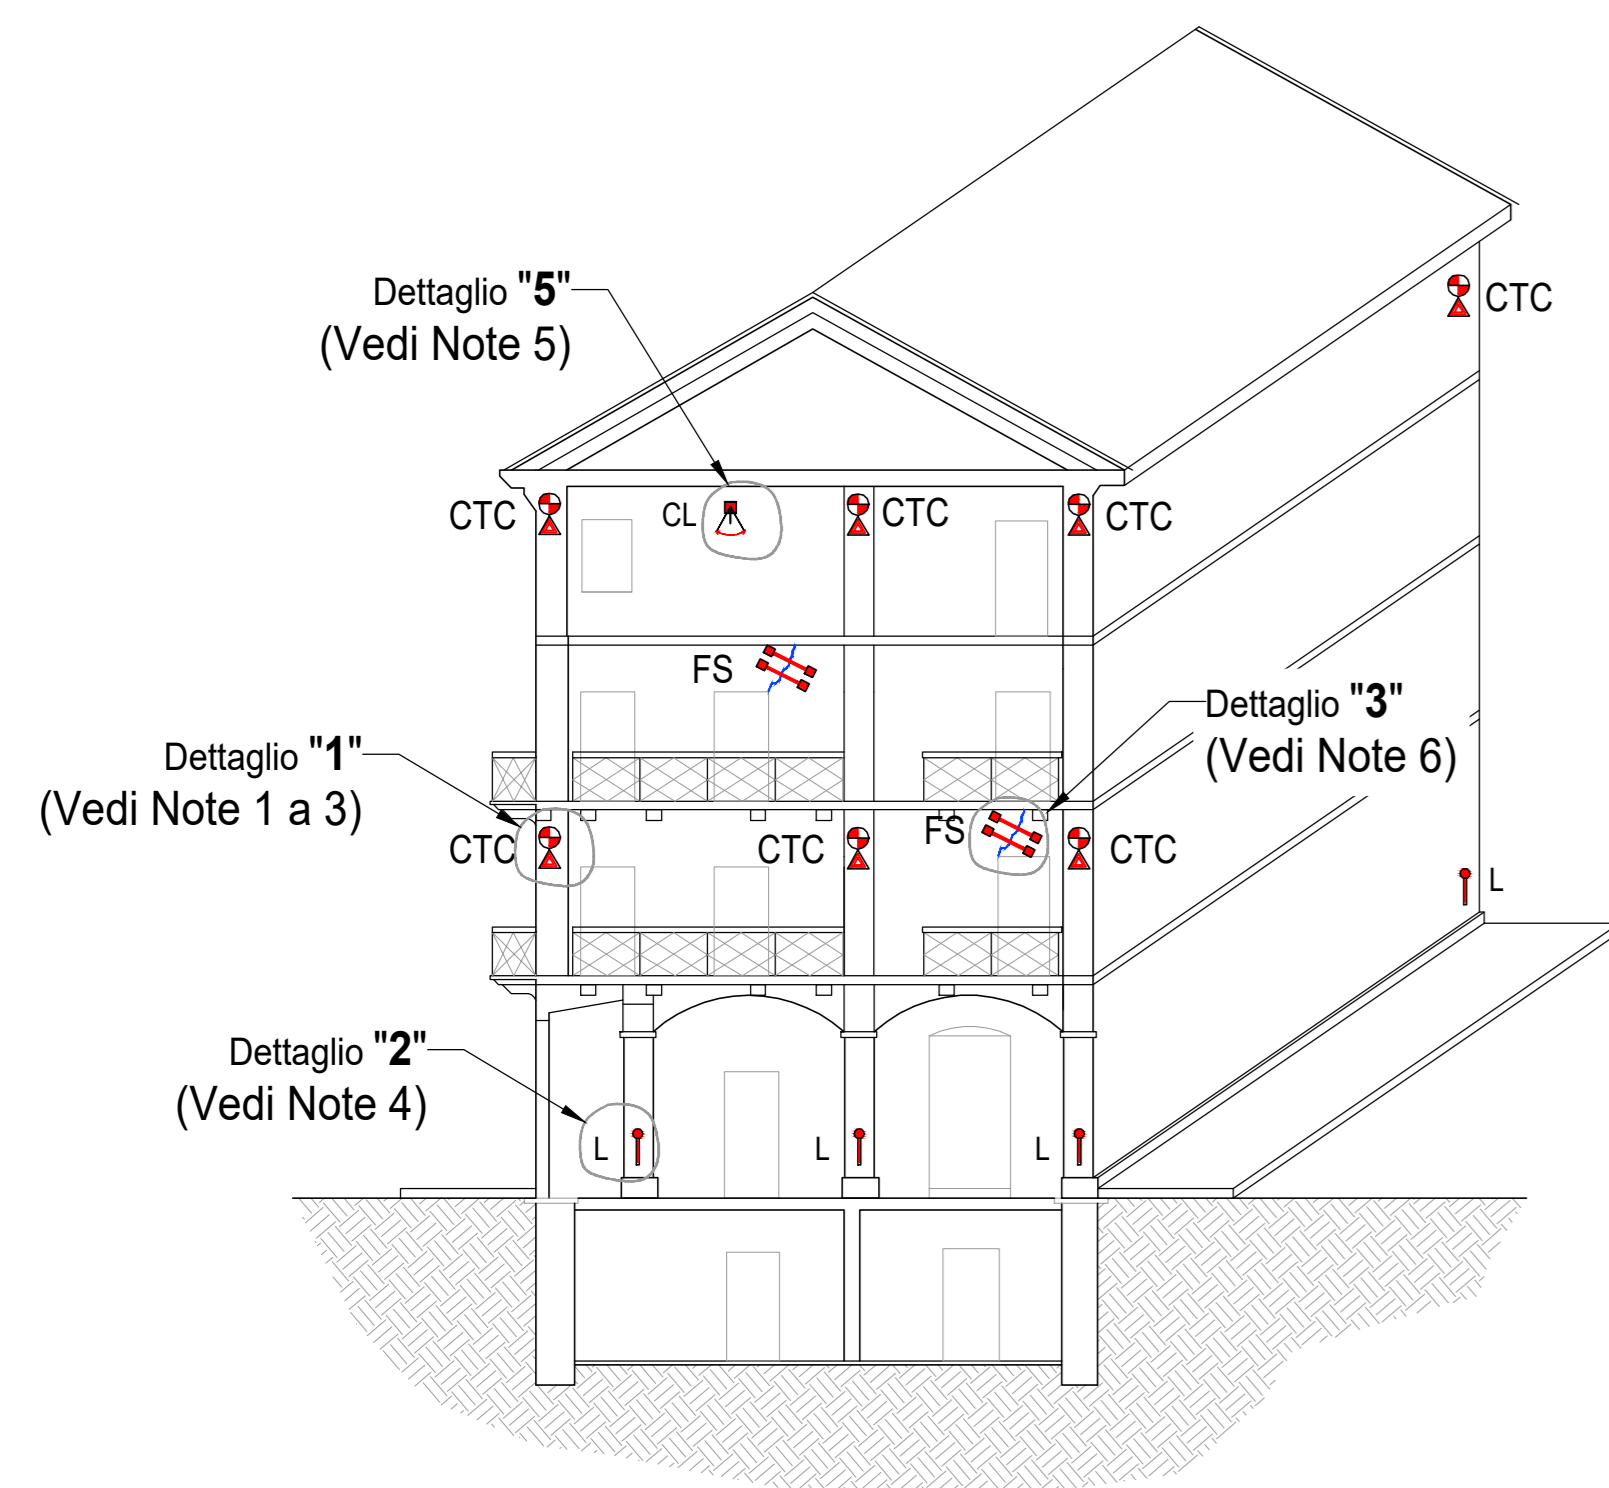 Dettaglio "5"
(Vedi Note 5)
CTC
CTC
CL
CTC
CTC
FS
Dettaglio "3"
(Vedi Note 6)
Dettaglio "1"
(Vedi Note 1 a 3)
CTC
CTC
FS
CTC
L
Dettaglio "2"
(Vedi Note 4)
L
L
L